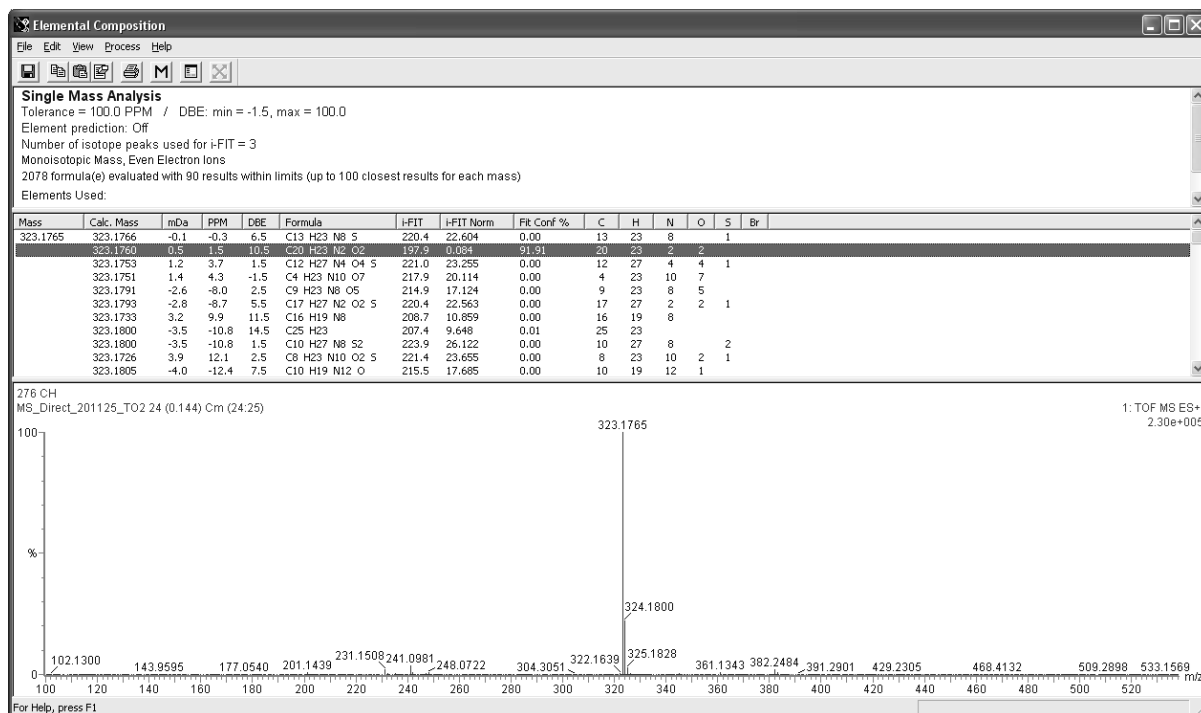 Elemental Composition
File Edit View Process Help
M
Single Mass Analysis
Tolerance = 100.0 PPM / DBE: min = -1.5, max = 100.0
Element prediction: Off
Number of isotope peaks used for i-FIT = 3
Monoisotopic Mass, Even Electron Ions
2078 formula(e) evaluated with 90 results within limits (up to 100 closest results for each mass)
Elements Used:
Mass Calc. Mass mDa PPM DBE Formula i-FIT i-FIT Norm Fit Conf % C H N O S Br
323.1765 323.1766 -0.1 -0.3 6.5 C13 H23 N8 S 220.4 22.604 0.00 13 23 8 1
323.1760 0.5 1.5 10.5 C20 H23 N2 O2 197.9 0.084 91.91 20 23 2 2
323.1753 1.2 3.7 1.5 C12 H27 N4 O4 S 221.0 23.255 0.00 12 27 4 4 1
323.1751 1.4 4.3 -1.5 C4 H23 N10 O7 217.9 20.114 0.00 4 23 10 7
323.1791 -2.6 -8.0 2.5 C9 H23 N8 O5 214.9 17.124 0.00 9 23 8 5
323.1793 -2.8 -8.7 5.5 C17 H27 N2 O2 S 220.4 22.563 0.00 17 27 2 2 1
323.1733 3.2 9.9 11.5 C16 H19 N8 208.7 10.859 0.00 16 19 8
323.1800 -3.5 -10.8 14.5 C25 H23 207.4 9.648 0.01 25 23
323.1800 -3.5 -10.8 1.5 C10 H27 N8 S2 223.9 26.122 0.00 10 27 8 2
323.1726 3.9 12.1 2.5 C8 H23 N10 O2 S 221.4 23.655 0.00 8 23 10 2 1
323.1805 -4.0 -12.4 7.5 C10 H19 N12 O 215.5 17.685 0.00 10 19 12 1
276 CH
MS_Direct_201125_TO2 24 (0.144) Cm (24:25)
1: TOF MS ES+
2.30e+005
323.1765
100
%
324.1800
102.1300 143.9595 177.0540 201.1439 231.1508 241.0981 248.0722 304.3051 322.1639 325.1828 361.1343 382.2484 391.2901 429.2305 468.4132 509.2898 533.1569
0
100 120 140 160 180 200 220 240 260 280 300 320 340 360 380 400 420 440 460 480 500 520 m/z
For Help, press F1